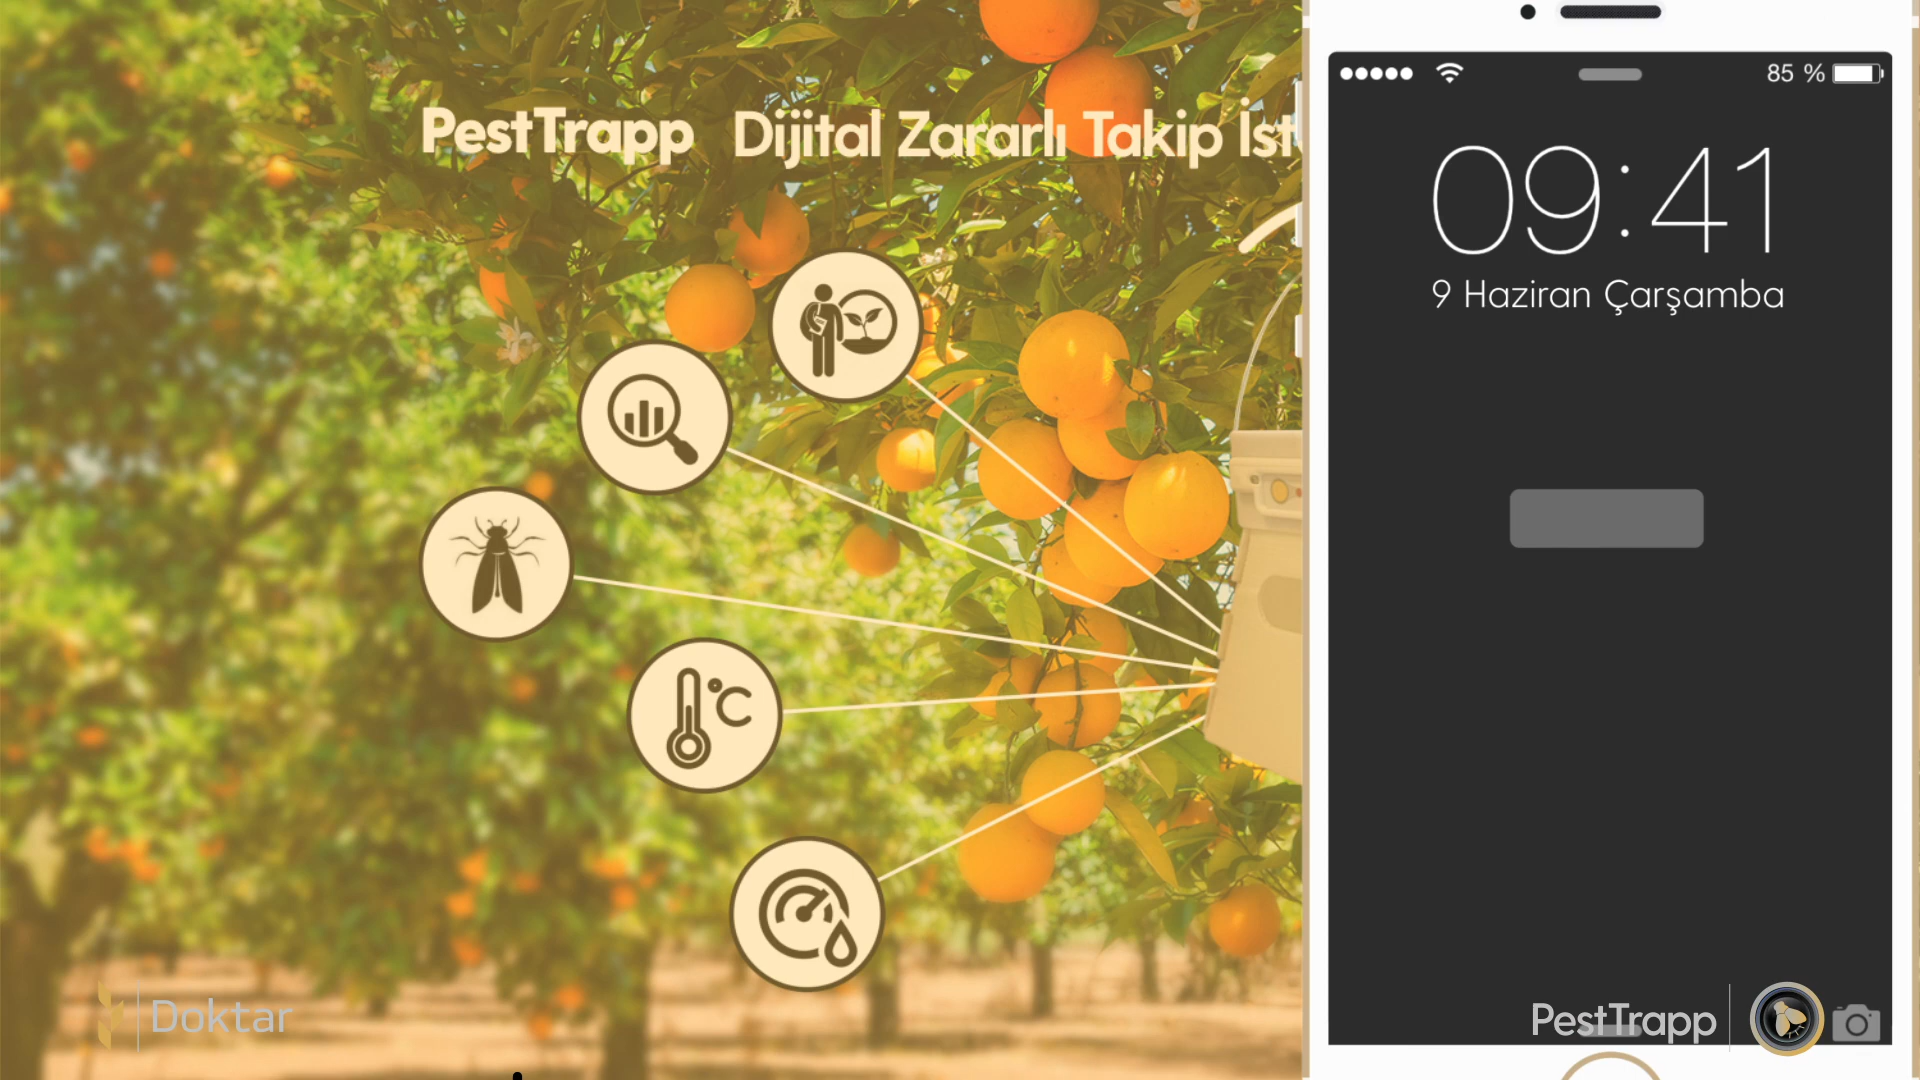 PestTrapp Dijital Zararlı Takip İst
85 %
09:41
9 Haziran Çarşamba
°C
Doktar
PestTrapp